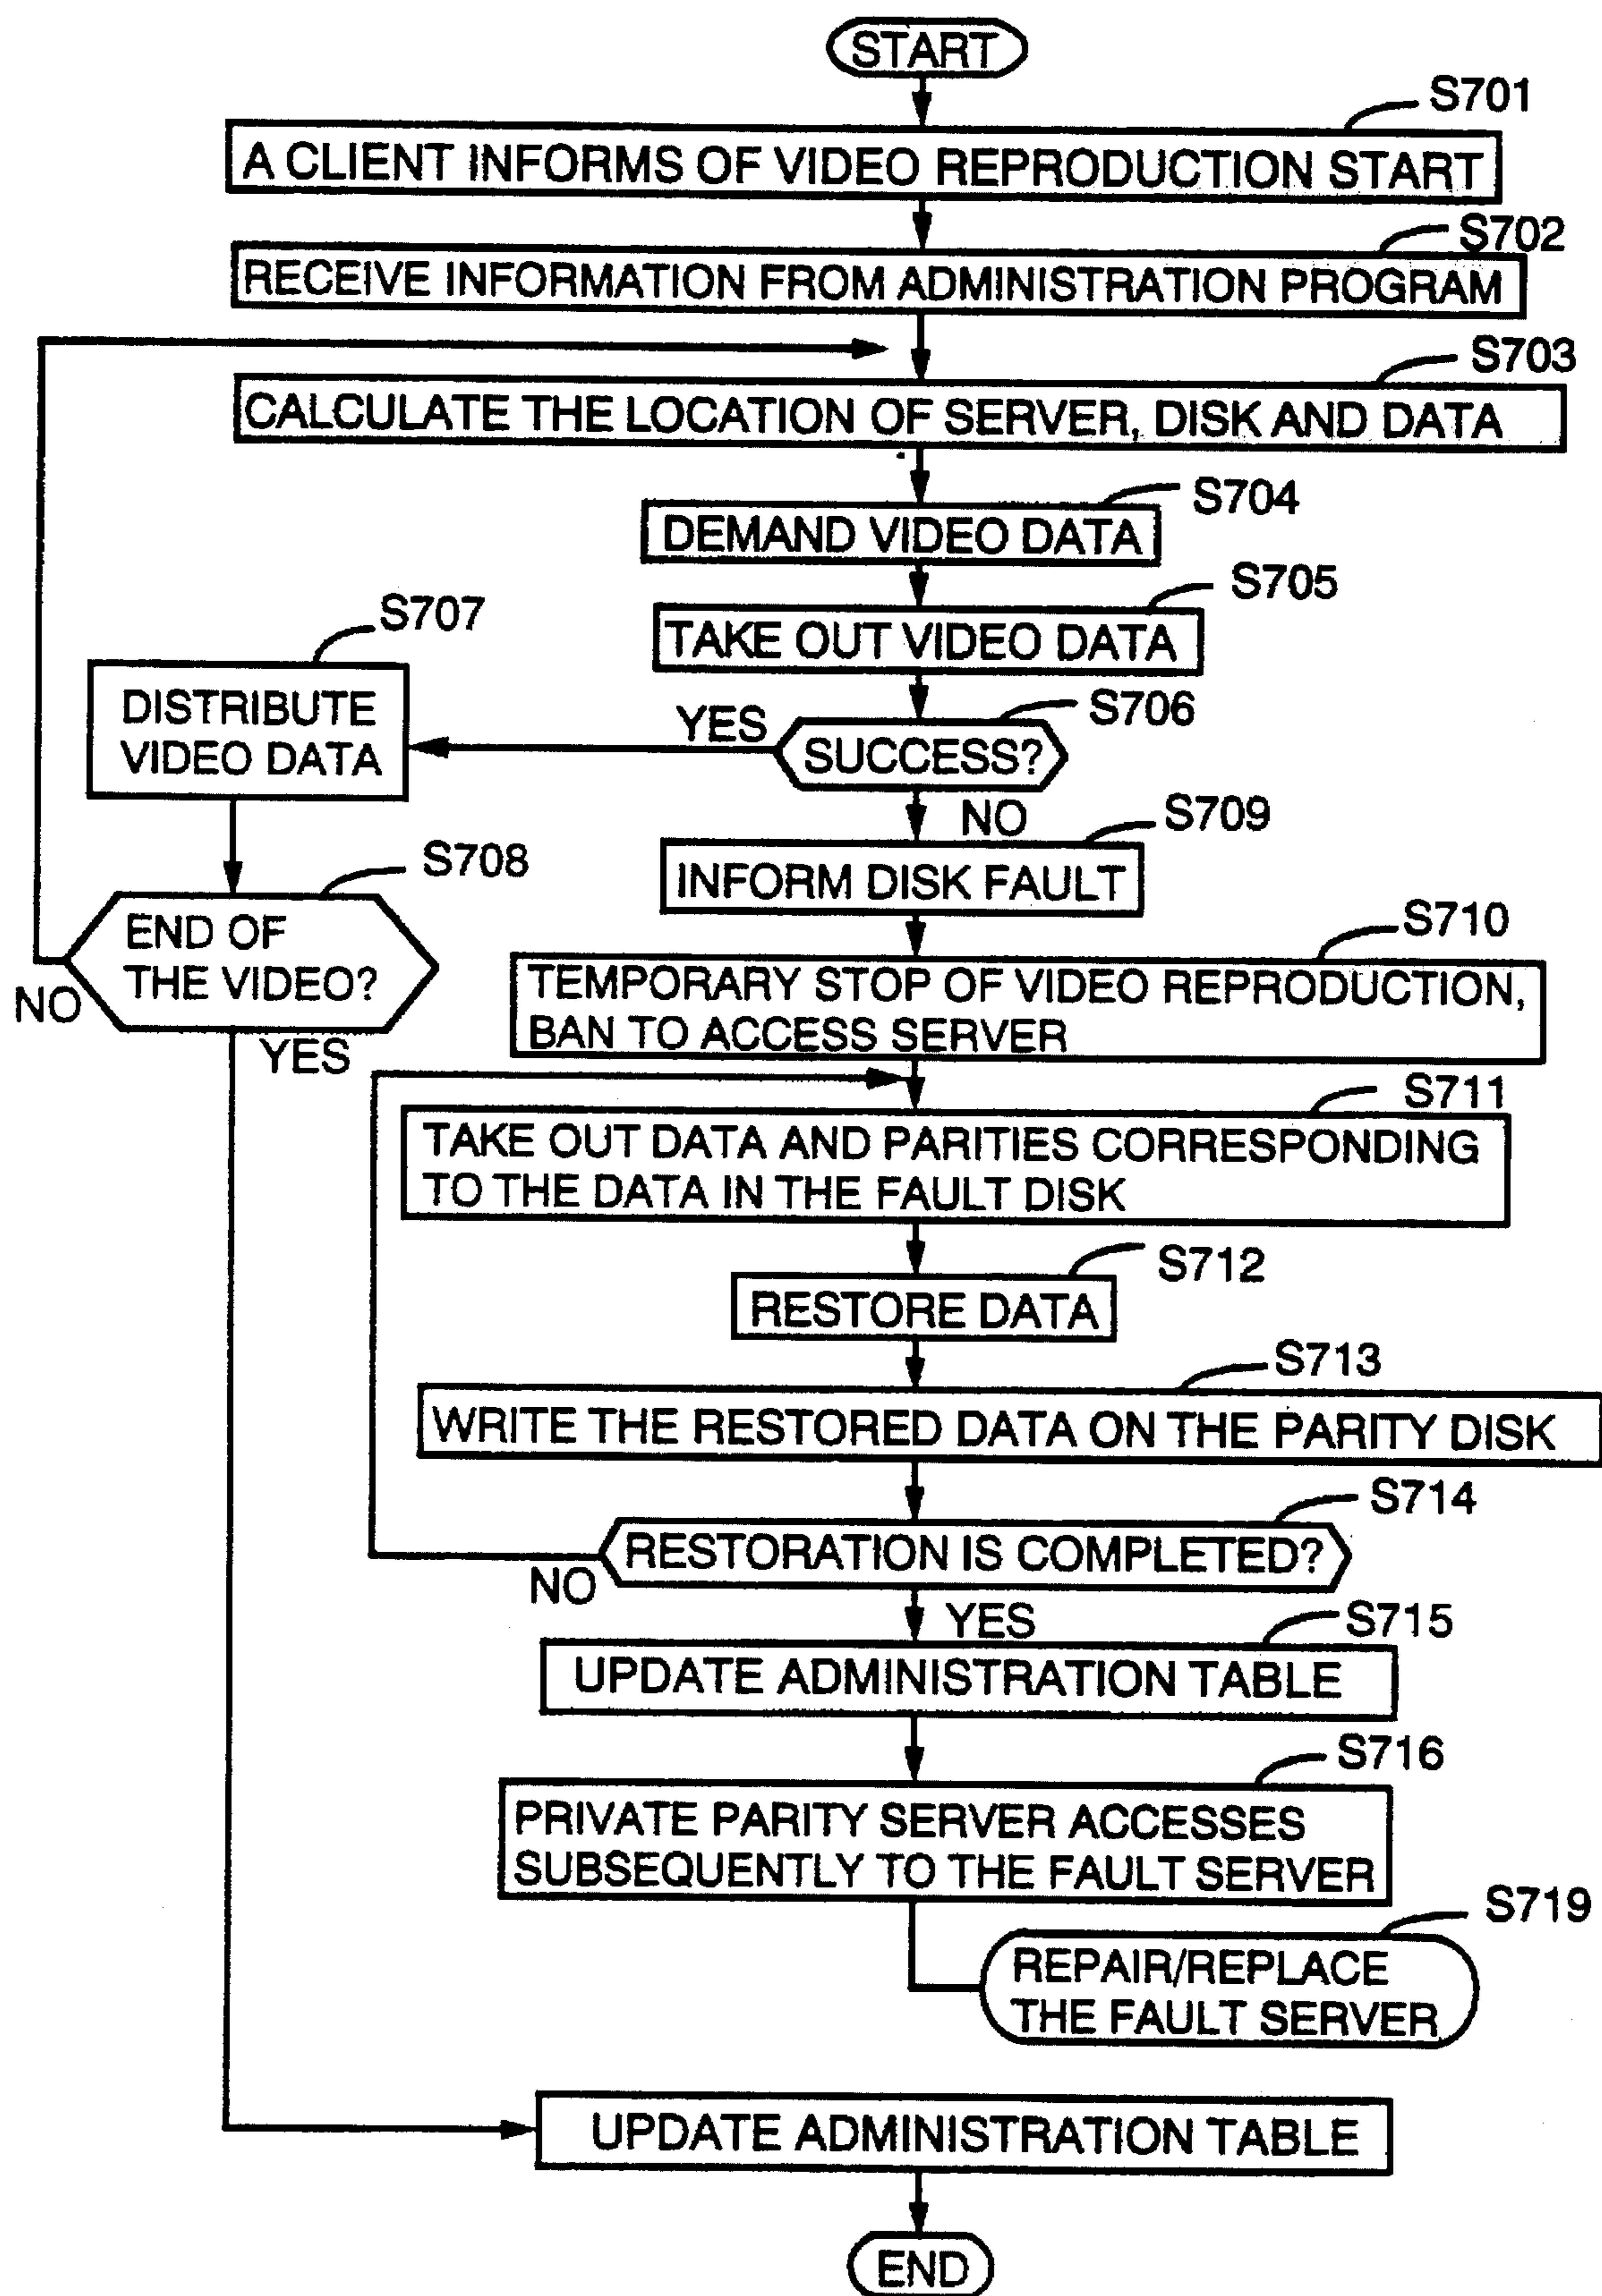 START
S701
A CLIENT INFORMS OF VIDEO REPRODUCTION START
S702
RECEIVE INFORMATION FROM ADMINISTRATION PROGRAM
S703
CALCULATE THE LOCATION OF SERVER, DISK AND DATA
S704
DEMAND VIDEO DATA
S705
TAKE OUT VIDEO DATA
S706
SUCCESS?
YES
S707
DISTRIBUTE
VIDEO DATA
NO
S709
INFORM DISK FAULT
S708
END OF
THE VIDEO?
NO
YES
S710
TEMPORARY STOP OF VIDEO REPRODUCTION,
BAN TO ACCESS SERVER
S711
TAKE OUT DATA AND PARITIES CORRESPONDING
TO THE DATA IN THE FAULT DISK
S712
RESTORE DATA
S713
WRITE THE RESTORED DATA ON THE PARITY DISK
S714
RESTORATION IS COMPLETED?
NO
YES
S715
UPDATE ADMINISTRATION TABLE
S716
PRIVATE PARITY SERVER ACCESSES
SUBSEQUENTLY TO THE FAULT SERVER
S719
REPAIR/REPLACE
THE FAULT SERVER
UPDATE ADMINISTRATION TABLE
END